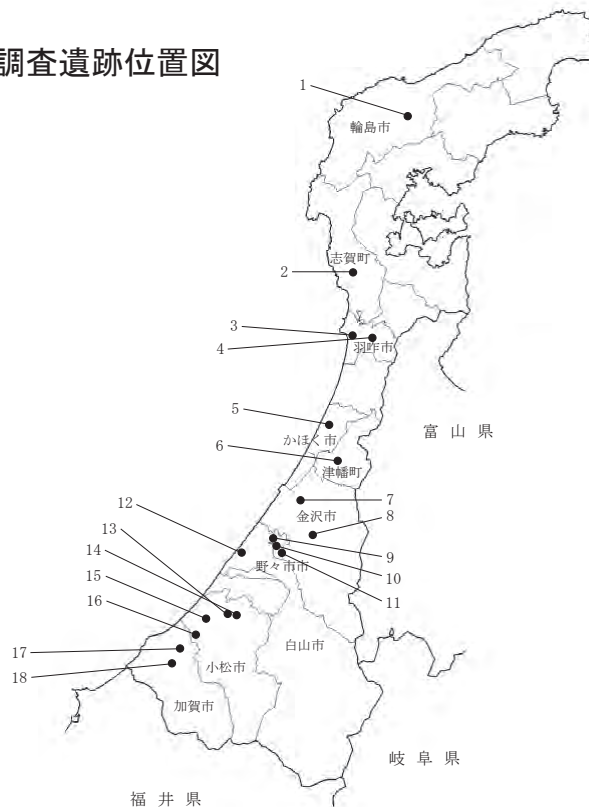 調査遺跡位置図
1
輪島市
志賀町
2
3
4
羽咋市
5
かほく市
富山県
6
津幡町
7
金沢市
8
12
9
13
10
14
野々市市
11
15
16
白山市
17
小松市
18
加賀市
岐阜県
福井県